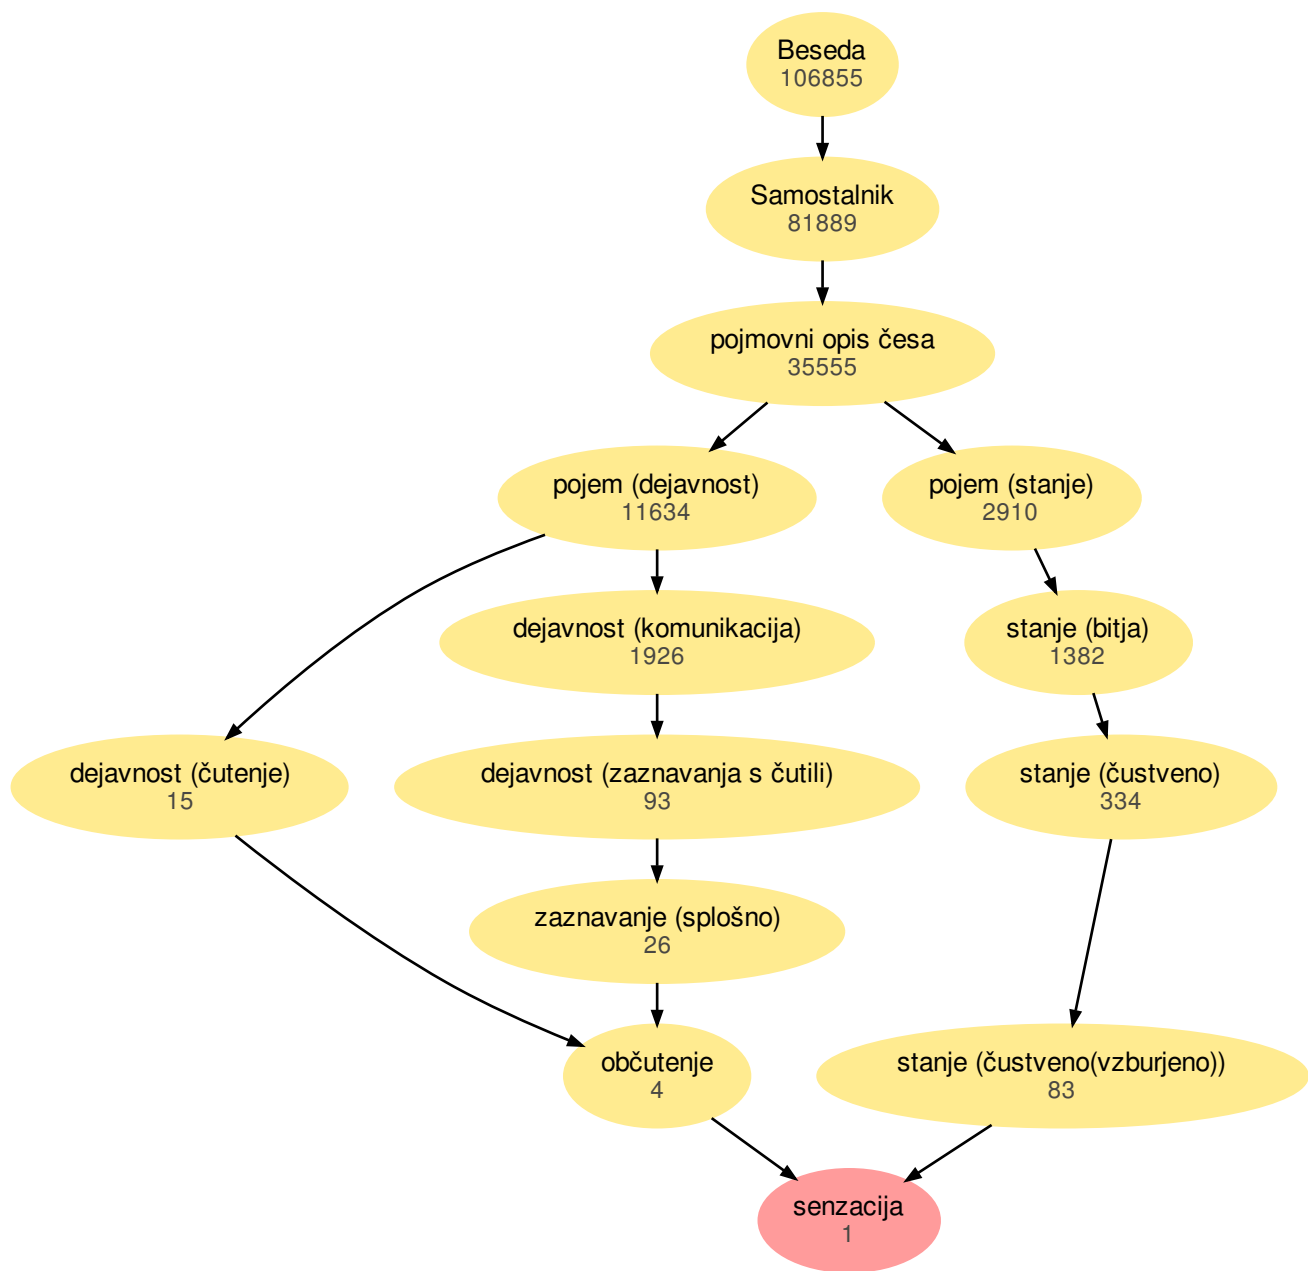 Beseda
106855
Samostalnik
81889
pojmovni opis česa
35555
pojem (dejavnost)
11634
pojem (stanje)
2910
dejavnost (komunikacija)
1926
stanje (bitja)
1382
dejavnost (čutenje)
15
dejavnost (zaznavanja s čutili)
93
stanje (čustveno)
334
zaznavanje (splošno)
26
občutenje
4
stanje (čustveno(vzburjeno))
83
senzacija
1